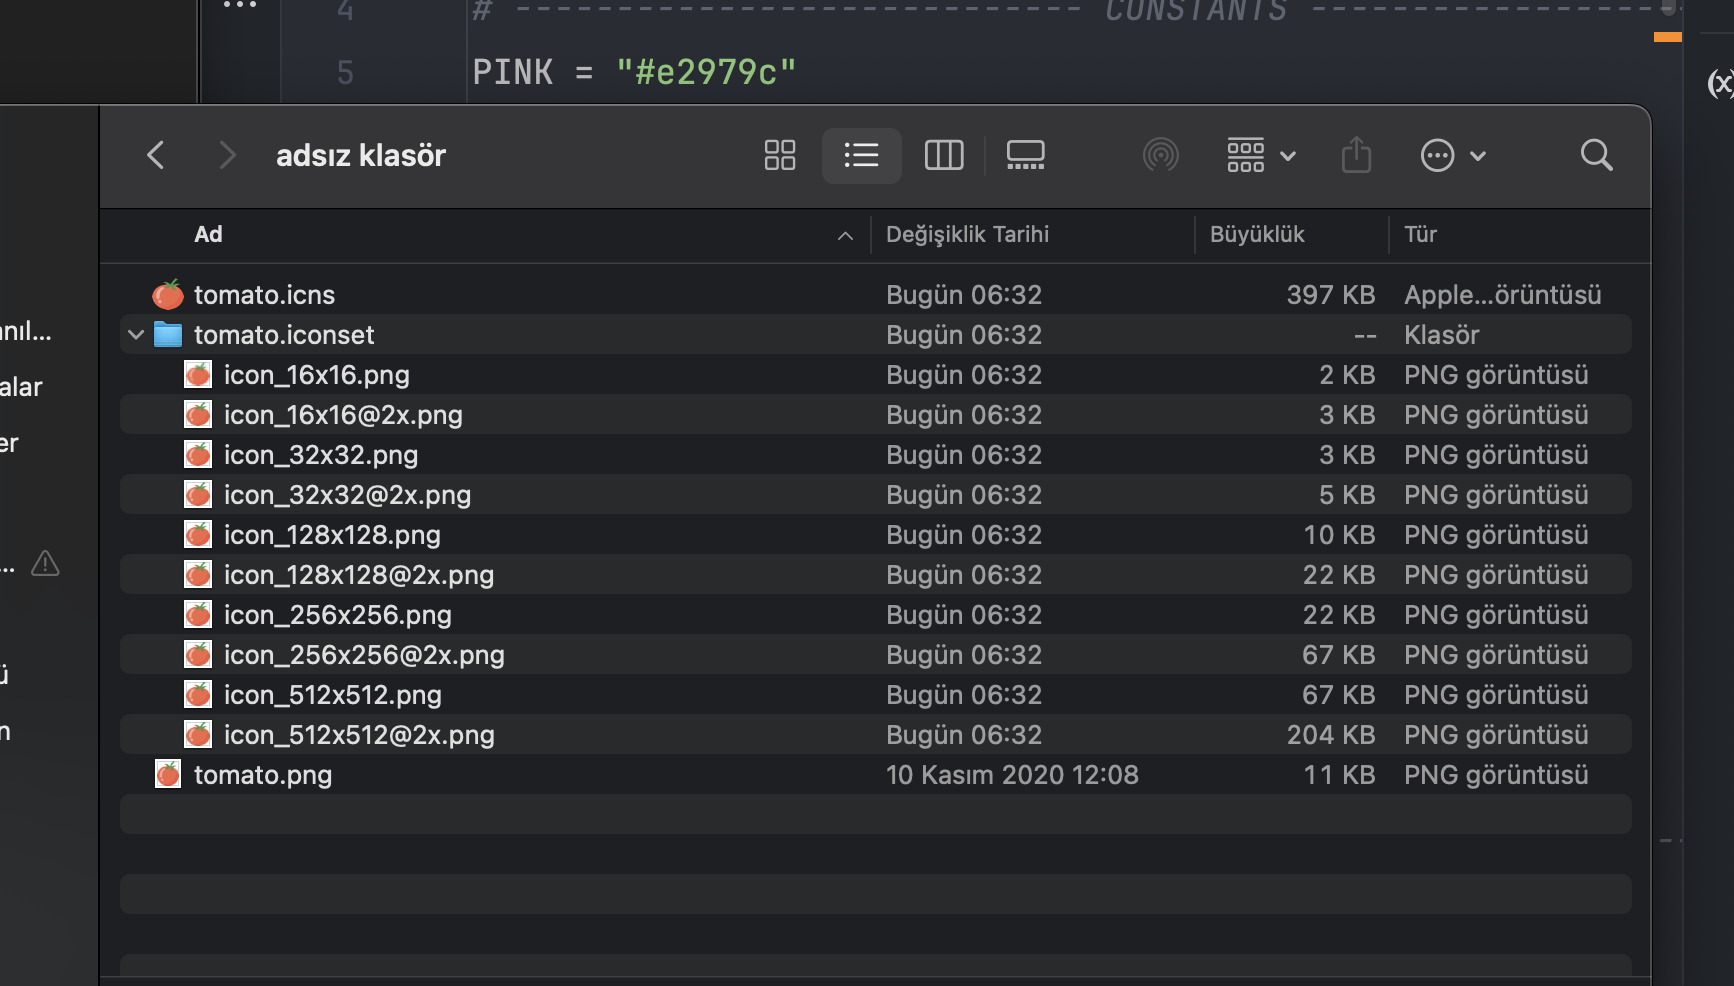 4 # ---------------------------- CONSTANTS ----------------------------
5 PINK = "#e2979c"
(x)
adsız klasör
Ad Değişiklik Tarihi Büyüklük Tür
tomato.icns Bugün 06:32 397 KB Apple...örüntüsü
tomato.iconset Bugün 06:32 -- Klasör
icon_16x16.png Bugün 06:32 2 KB PNG görüntüsü
icon_16x16@2x.png Bugün 06:32 3 KB PNG görüntüsü
icon_32x32.png Bugün 06:32 3 KB PNG görüntüsü
icon_32x32@2x.png Bugün 06:32 5 KB PNG görüntüsü
icon_128x128.png Bugün 06:32 10 KB PNG görüntüsü
icon_128x128@2x.png Bugün 06:32 22 KB PNG görüntüsü
icon_256x256.png Bugün 06:32 22 KB PNG görüntüsü
icon_256x256@2x.png Bugün 06:32 67 KB PNG görüntüsü
icon_512x512.png Bugün 06:32 67 KB PNG görüntüsü
icon_512x512@2x.png Bugün 06:32 204 KB PNG görüntüsü
tomato.png 10 Kasım 2020 12:08 11 KB PNG görüntüsü